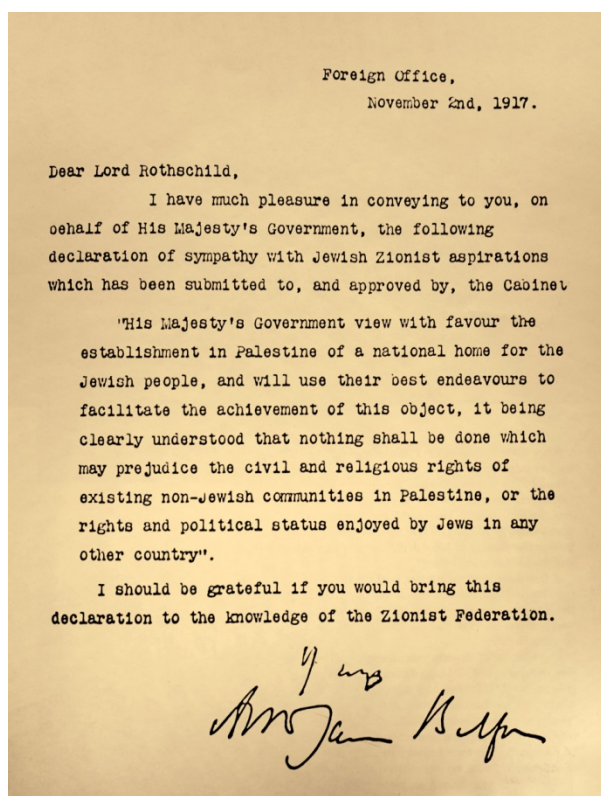 Foreign Office,
November 2nd, 1917.
Dear Lord Rothschild,
I have much pleasure in conveying to you, on
behalf of His Majesty's Government, the following
declaration of sympathy with Jewish Zionist aspirations
which has been submitted to, and approved by, the Cabinet
"His Majesty's Government view with favour the
establishment in Palestine of a national home for the
Jewish people, and will use their best endeavours to
facilitate the achievement of this object, it being
clearly understood that nothing shall be done which
may prejudice the civil and religious rights of
existing non-Jewish communities in Palestine, or the
rights and political status enjoyed by Jews in any
other country".
I should be grateful if you would bring this
declaration to the knowledge of the Zionist Federation.
Arthur James Balfour